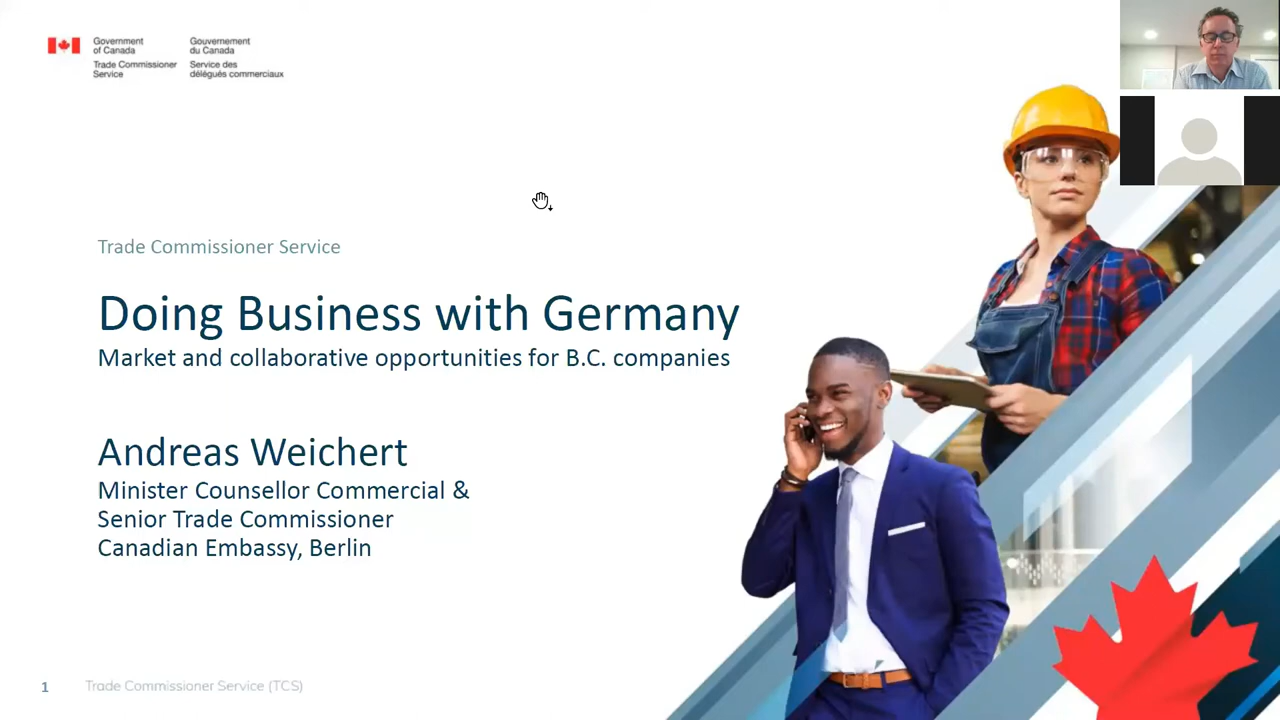 Government of Canada
Gouvernement du Canada
Trade Commissioner Service
Service des délégués commerciaux
Trade Commissioner Service
Doing Business with Germany
Market and collaborative opportunities for B.C. companies
Andreas Weichert
Minister Counsellor Commercial &
Senior Trade Commissioner
Canadian Embassy, Berlin
1 Trade Commissioner Service (TCS)